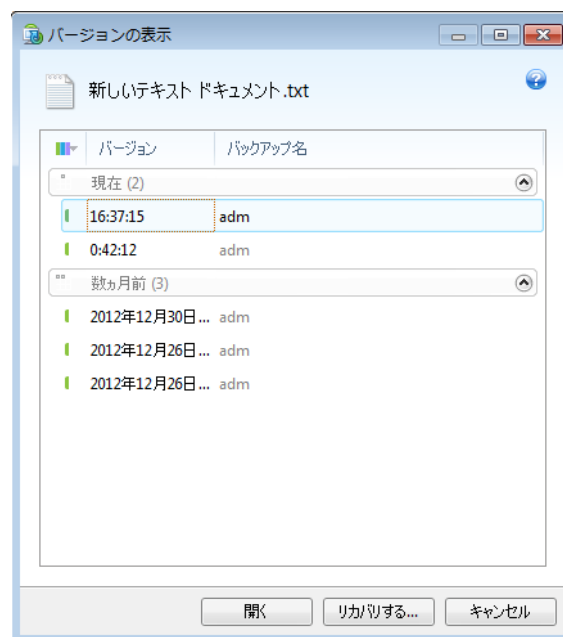 バージョンの表示
新しいテキスト ドキュメント.txt
バージョン バックアップ名
現在 (2)
16:37:15 adm
0:42:12 adm
数ヵ月前 (3)
2012年12月30日... adm
2012年12月26日... adm
2012年12月26日... adm
開く リカバリする... キャンセル